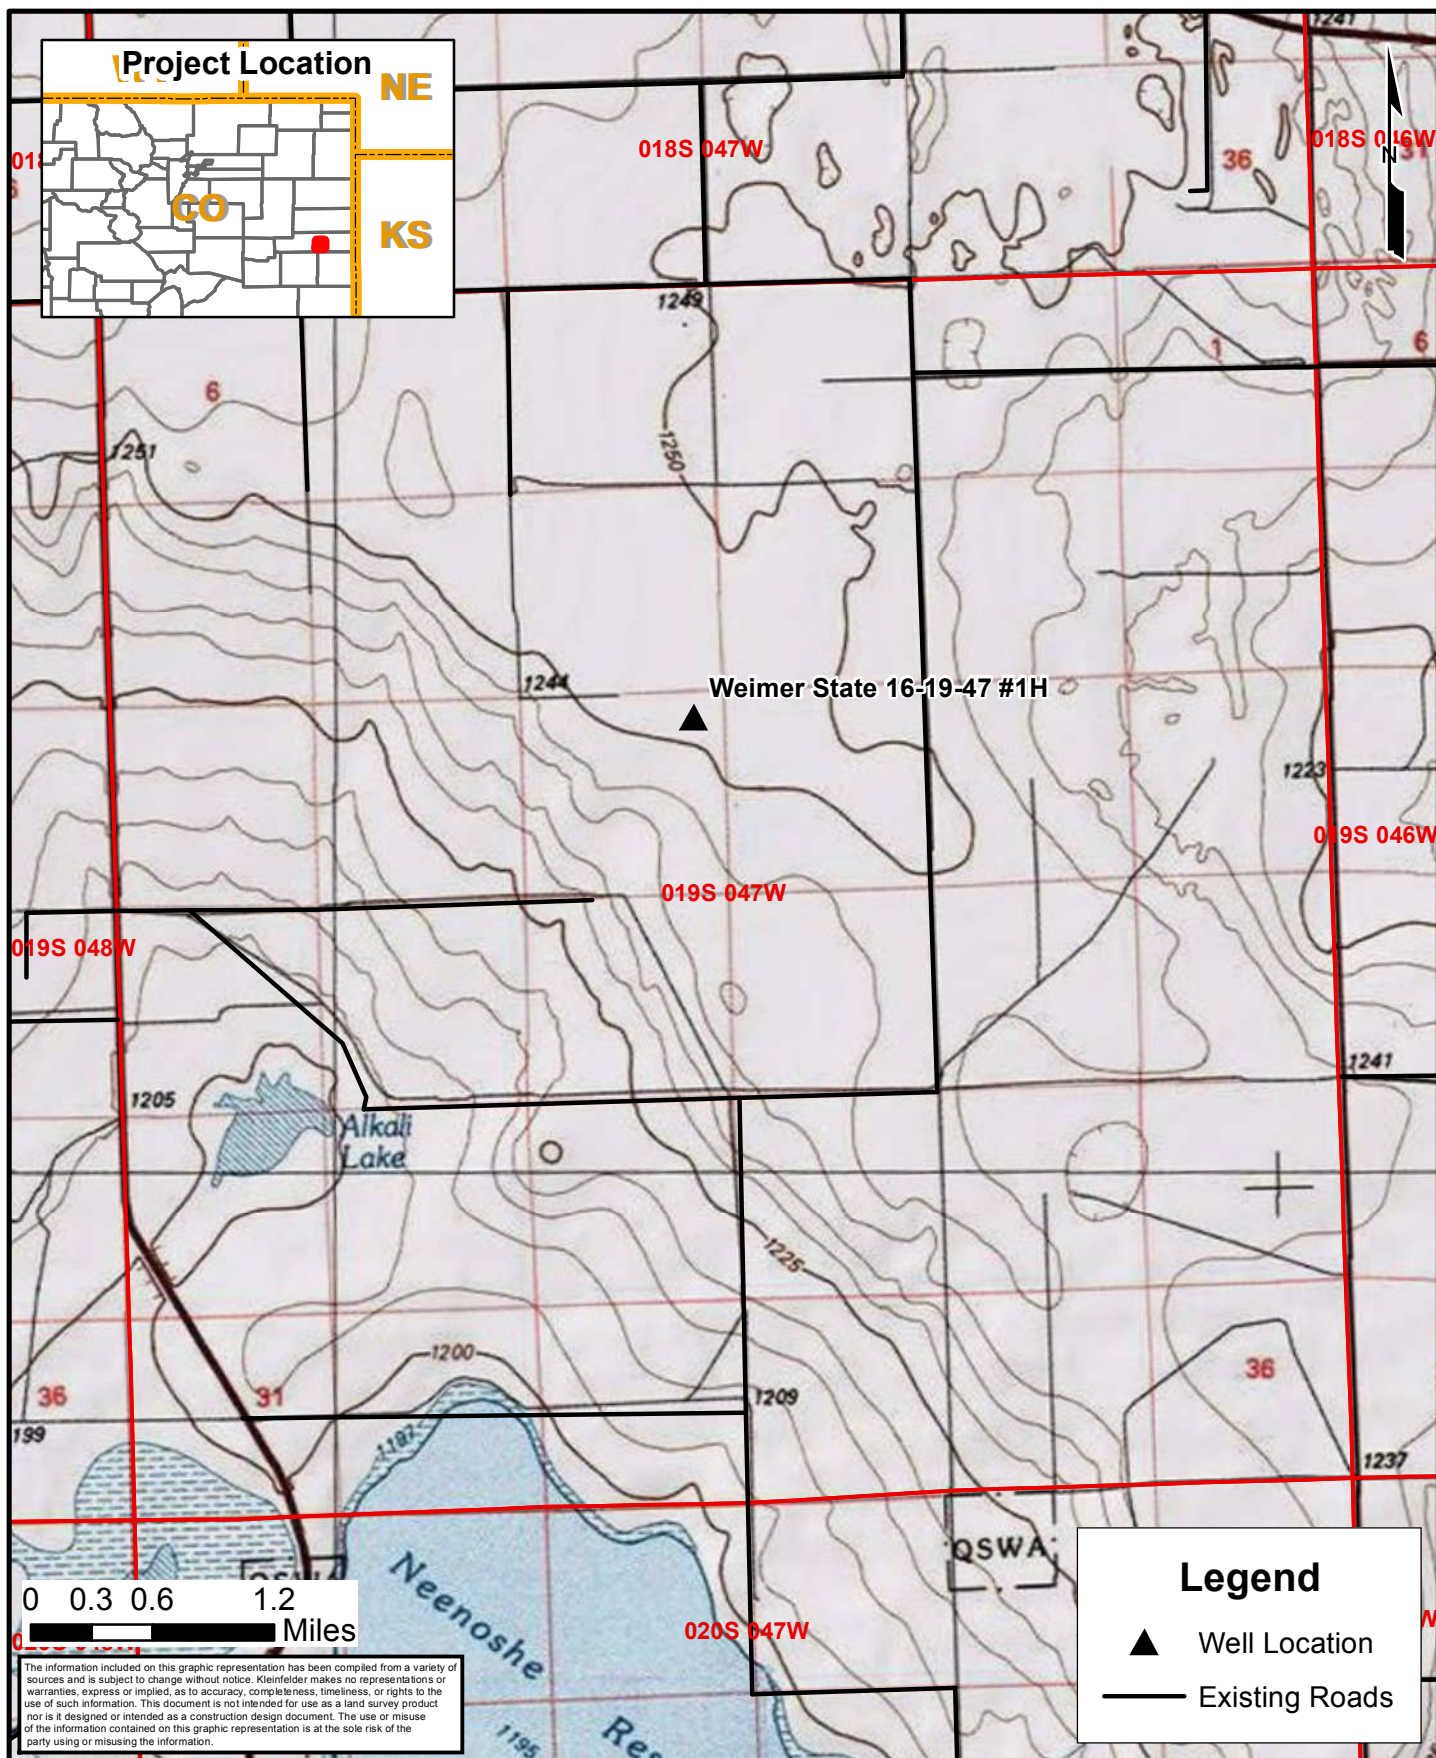 Project Location
NE
CO
KS
1241
018S 047W
36
018S 046W
31
N
1249
1
6
6
1250
1251
1244
Weimer State 16-19-47 #1H
1223
019S 046W
019S 047W
019S 048W
1241
1205
Alkali
Lake
1225
1200
36
31
36
1209
199
1197
1237
QSWA
Neenoshe
Res
1195
020S 047W
0 0.3 0.6 1.2
Miles
The information included on this graphic representation has been compiled from a variety of
sources and is subject to change without notice. Kleinfelder makes no representations or
warranties, express or implied, as to accuracy, completeness, timeliness, or rights to the
use of such information. This document is not intended for use as a land survey product
nor is it designed or intended as a construction design document. The use or misuse
of the information contained on this graphic representation is at the sole risk of the
party using or misusing the information.
Legend
Well Location
Existing Roads